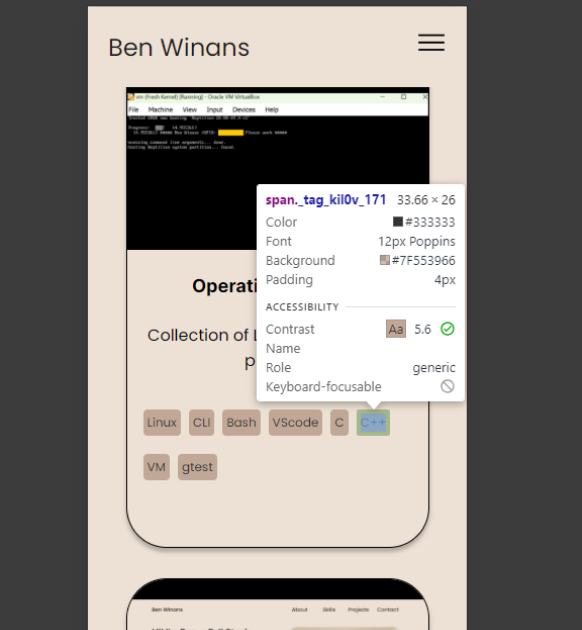 Ben Winans
vm (Fresh Kernel) [Running] - Oracle VM VirtualBox
File Machine View Input Devices Help
span._tag_kil0v_171 33.66 × 26
Color #333333
Font 12px Poppins
Background #7F553966
Padding 4px
ACCESSIBILITY
Contrast Aa 5.6
Name
Role generic
Keyboard-focusable
Operati
Collection of L
p
Linux CLI Bash VScode C C++
VM gtest
Ben Winans About Skills Projects Contact